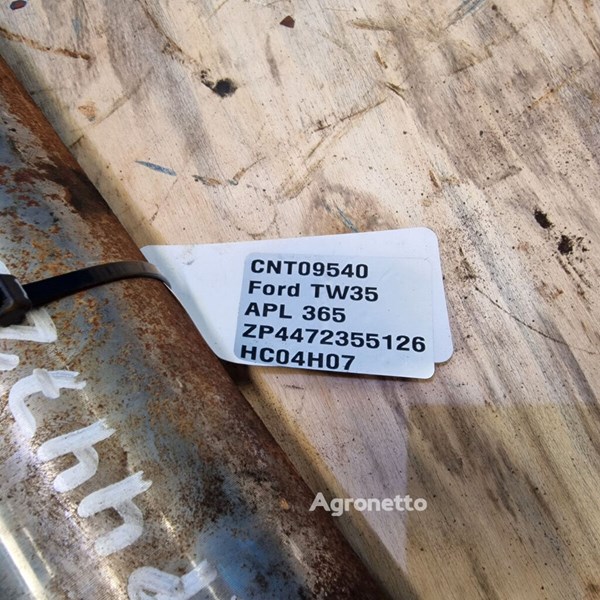 CNT09540
Ford TW35
APL 365
ZP4472355126
HC04H07
Agronetto